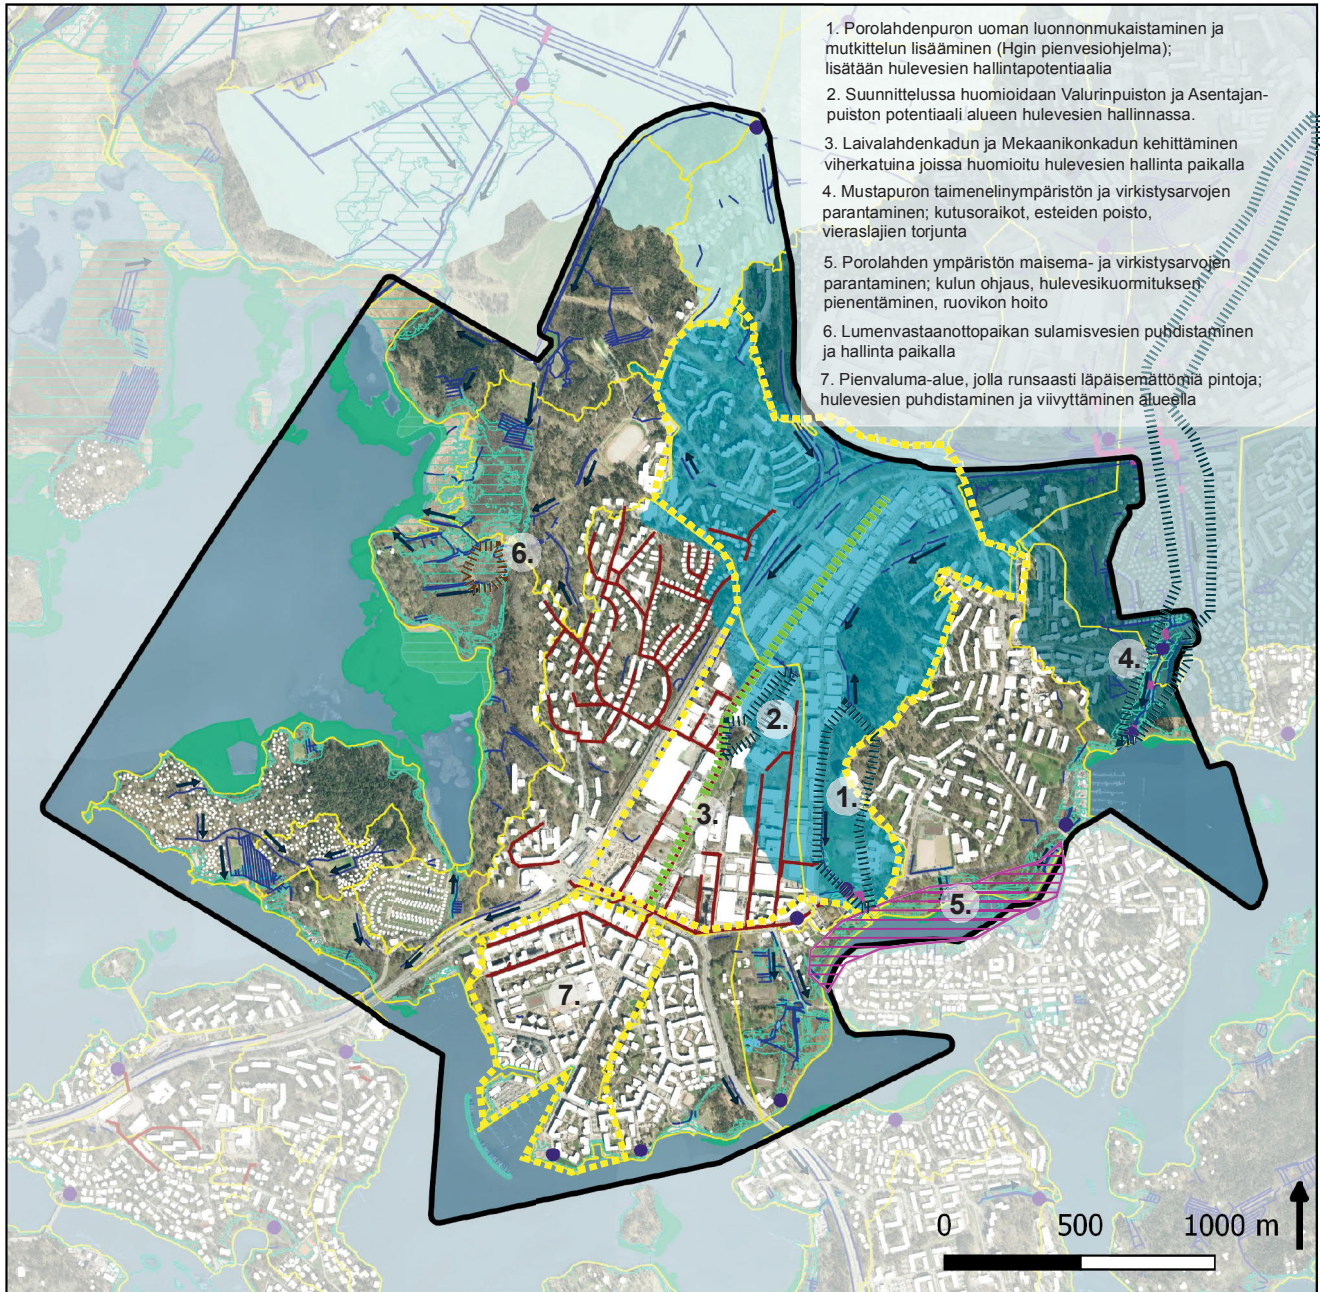 1. Porolahdenpuron uoman luonnonmukaistaminen ja
mutkittelun lisääminen (Hgin pienvesiohjelma);
lisätään hulevesien hallintapotentiaalia
2. Suunnittelussa huomioidaan Valurinpuiston ja Asentajan-
puiston potentiaali alueen hulevesien hallinnassa.
3. Laivalahdenkadun ja Mekaanikonkadun kehittäminen
viherkatuina joissa huomioitu hulevesien hallinta paikalla
4. Mustapuron taimenelinympäristön ja virkistysarvojen
parantaminen; kutusoraikot, esteiden poisto,
vieraslajien torjunta
5. Porolahden ympäristön maisema- ja virkistysarvojen
parantaminen; kulun ohjaus, hulevesikuormituksen
pienentäminen, ruovikon hoito
6. Lumenvastaanottopaikan sulamisvesien puhdistaminen
ja hallinta paikalla
7. Pienvaluma-alue, jolla runsaasti läpäisemättömiä pintoja;
hulevesien puhdistaminen ja viivyttäminen alueella
6.
4.
2.
1.
3.
5.
7.
0 500 1000 m